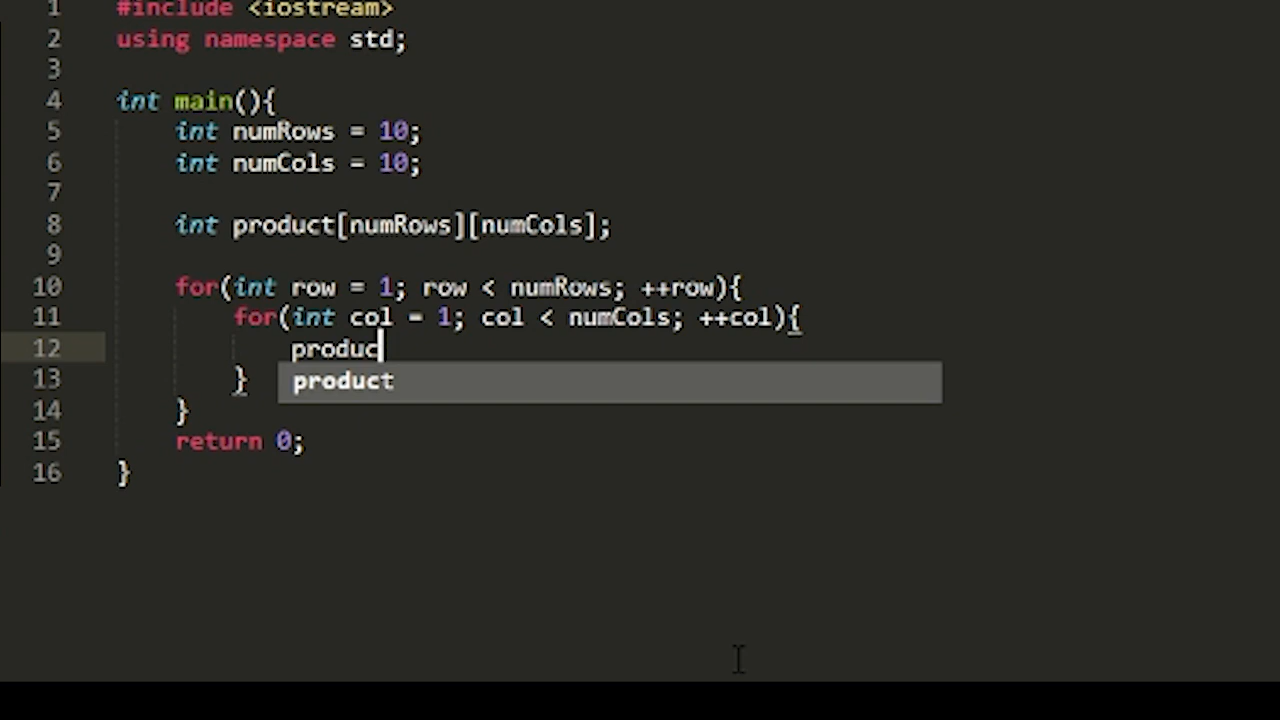 1 #include <iostream>
2 using namespace std;
3
4 int main(){
5 int numRows = 10;
6 int numCols = 10;
7
8 int product[numRows][numCols];
9
10 for(int row = 1; row < numRows; ++row){
11 for(int col = 1; col < numCols; ++col){
12 produc
13 }
product
14 }
15 return 0;
16 }